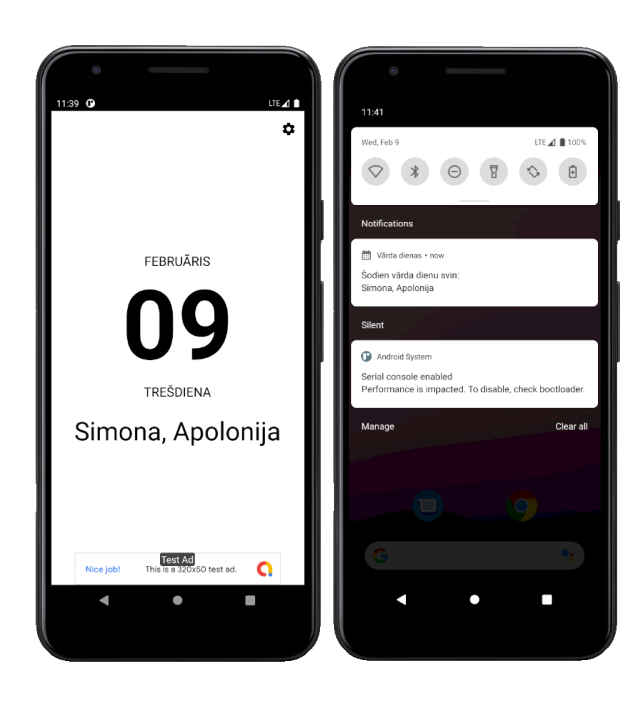 11:39
LTE
FEBRUĀRIS
09
TREŠDIENA
Simona, Apolonija
Test Ad
Nice job! This is a 320x50 test ad.
11:41
Wed, Feb 9 LTE 100%
Notifications
Vārda dienas • now
Šodien vārda dienu svin:
Simona, Apolonija
Silent
Android System
Serial console enabled
Performance is impacted. To disable, check bootloader.
Manage Clear all